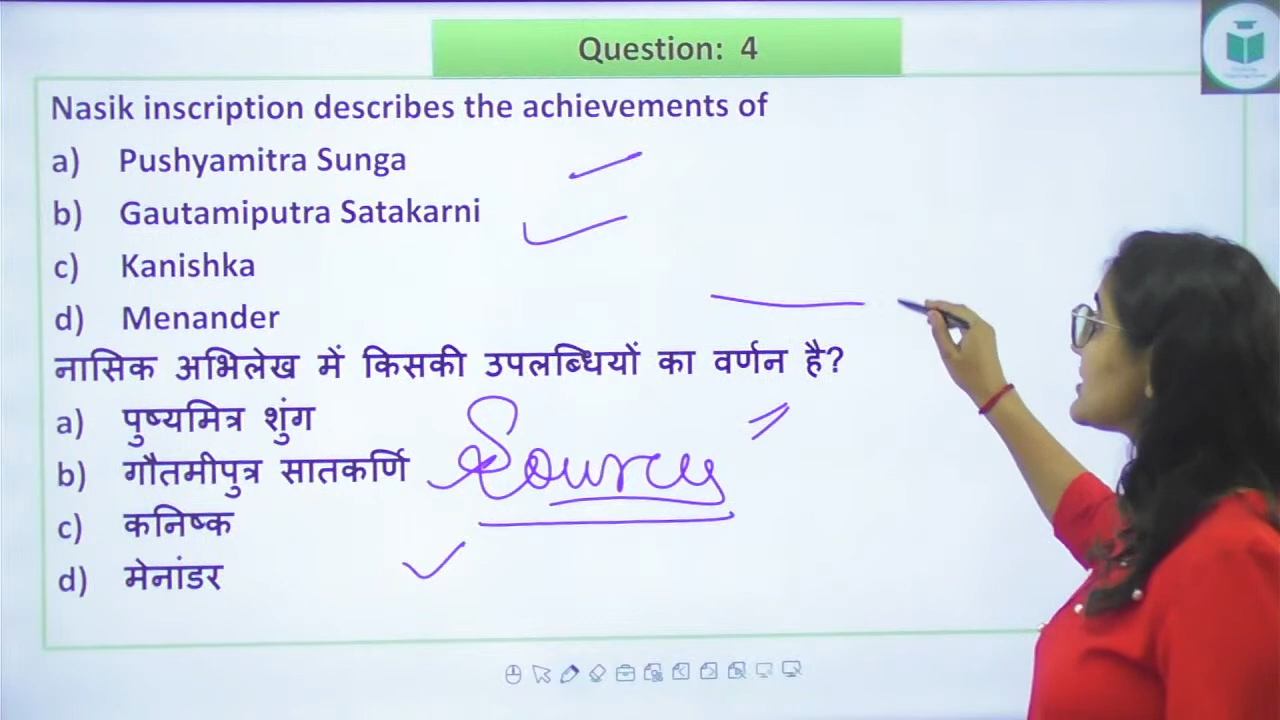 Question: 4
Nasik inscription describes the achievements of
a) Pushyamitra Sunga
b) Gautamiputra Satakarni
c) Kanishka
d) Menander
नासिक अभिलेख में किसकी उपलब्धियों का वर्णन है?
a) पुष्यमित्र शुंग
b) गौतमीपुत्र सातकर्णि
c) कनिष्क
d) मेनांडर